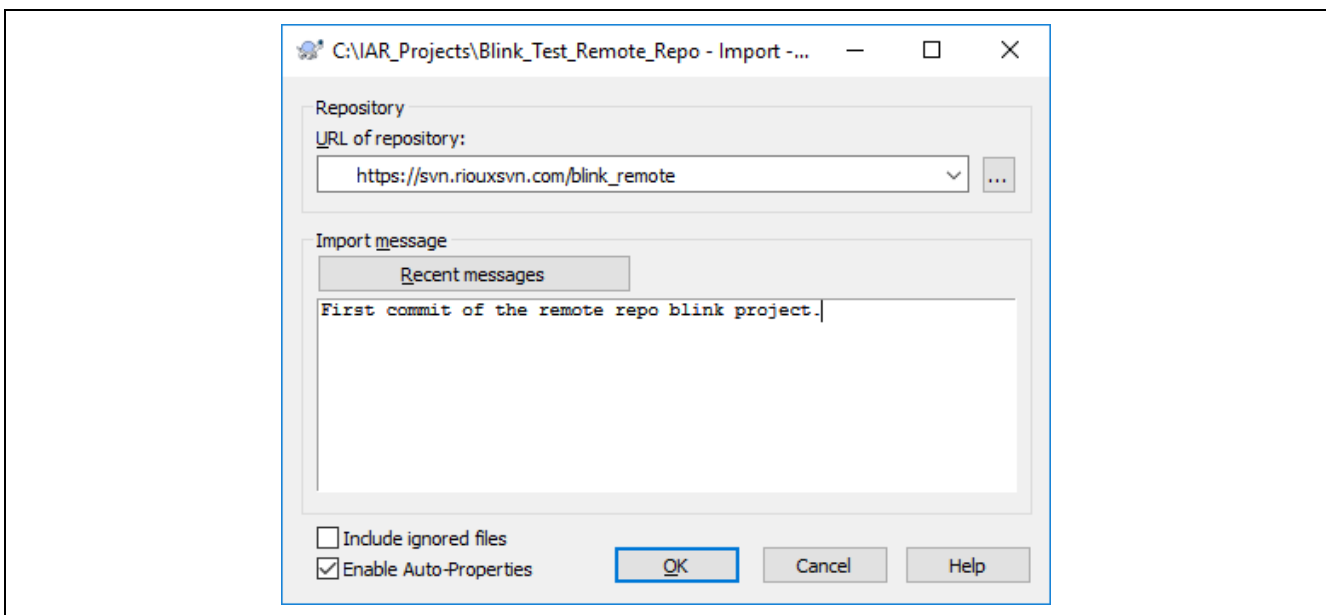 C:\IAR_Projects\Blink_Test_Remote_Repo - Import -...
Repository
URL of repository:
https://svn.riouxsvn.com/blink_remote
...
Import message
Recent messages
First commit of the remote repo blink project.
Include ignored files
Enable Auto-Properties
OK
Cancel
Help